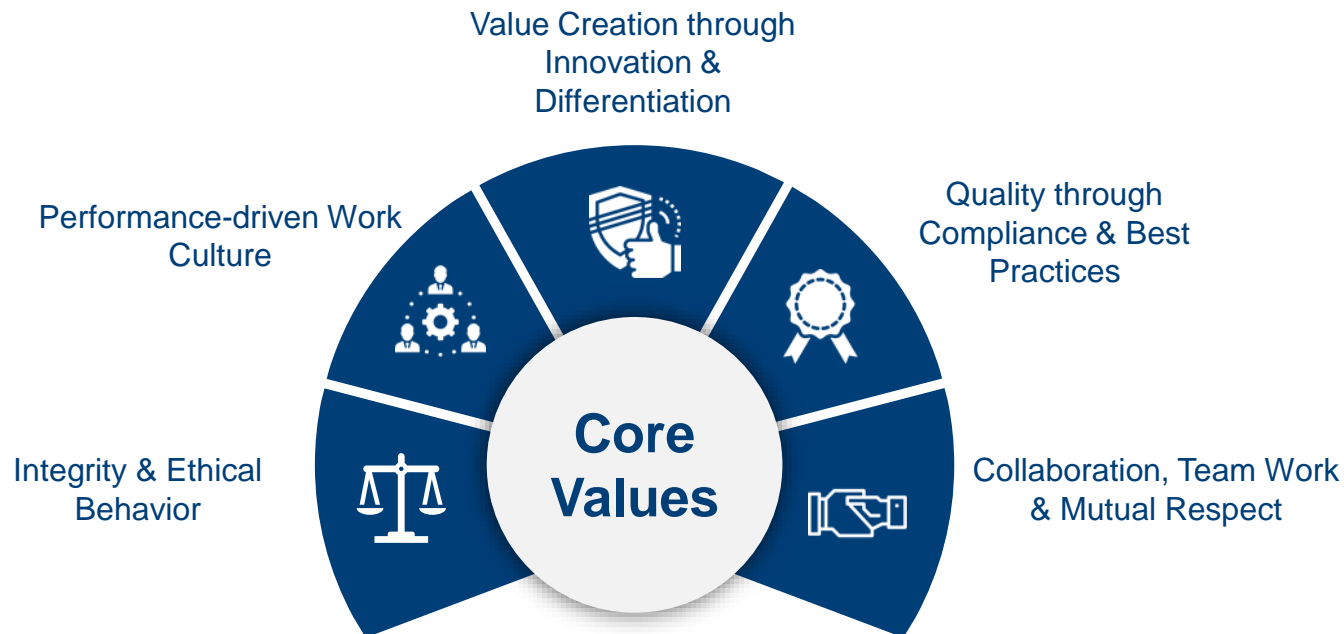 Value Creation through
Innovation &
Differentiation
Performance-driven Work
Culture
Quality through
Compliance & Best
Practices
Integrity & Ethical
Behavior
Core
Values
Collaboration, Team Work
& Mutual Respect